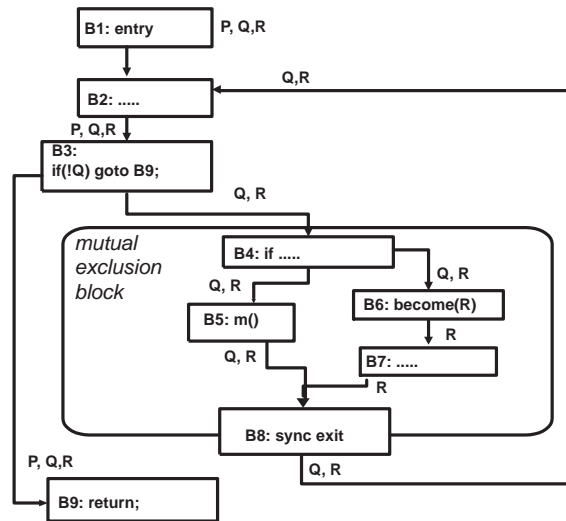 B1: entry
P, Q,R
Q,R
B2: .....
P, Q,R
B3:
if(!Q) goto B9;
Q, R
mutual
exclusion
block
B4: if .....
Q, R
Q, R
B5: m()
B6: become(R)
R
Q, R
B7: .....
R
B8: sync exit
P, Q,R
Q, R
B9: return;